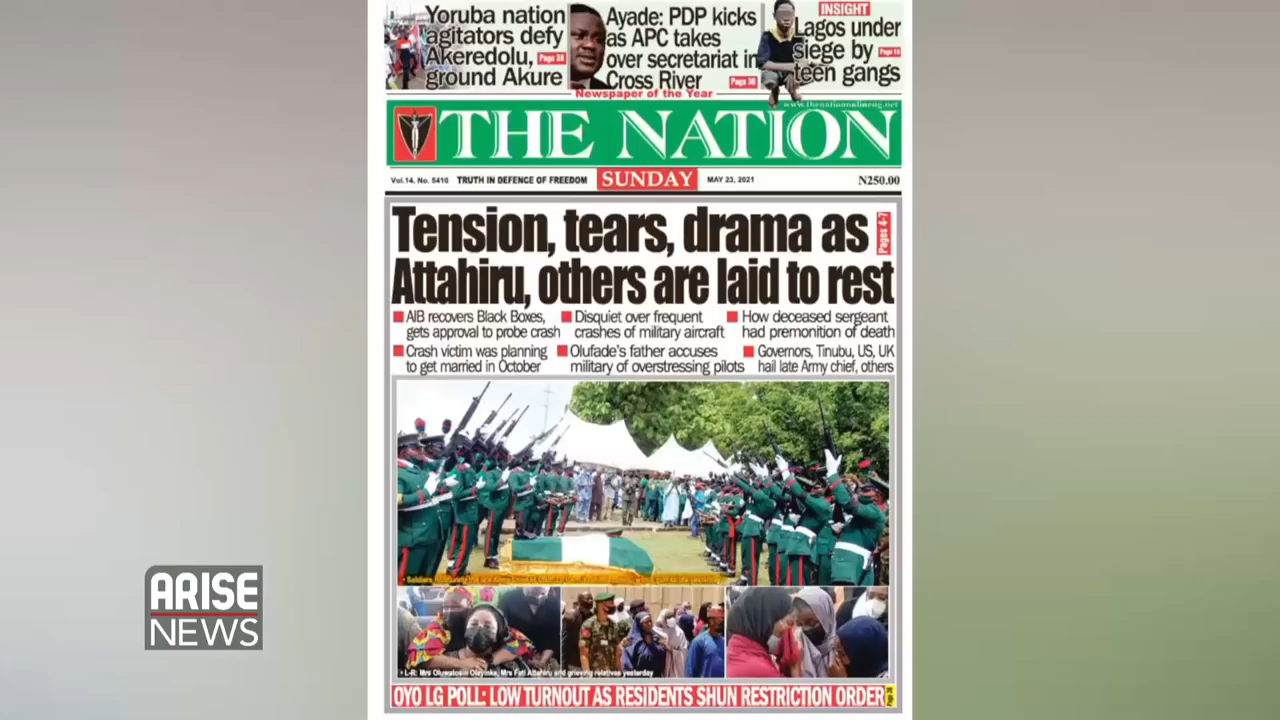 Yoruba nation
agitators defy
Akeredolu, Page 38
ground Akure
Ayade: PDP kicks
as APC takes
over secretariat in
Cross River Page 38
INSIGHT
Lagos under
siege by
teen gangs
Newspaper of the Year
www.thenationonlineng.net
THE NATION
Vol.14, No. 5410 TRUTH IN DEFENCE OF FREEDOM SUNDAY MAY 23, 2021 N250.00
Tension, tears, drama as
Attahiru, others are laid to rest
Pages 4-7
AIB recovers Black Boxes,
gets approval to probe crash
Disquiet over frequent
crashes of military aircraft
How deceased sergeant
had premonition of death
Crash victim was planning
to get married in October
Olufade's father accuses
military of overstressing pilots
Governors, Tinubu, US, UK
hail late Army chief, others
• Soldiers
• L-R: Mrs Oluwatosin Olayinka, Mrs Fati Attahiru and grieving relatives yesterday
OYO LG POLL: LOW TURNOUT AS RESIDENTS SHUN RESTRICTION ORDER
ARISE
NEWS